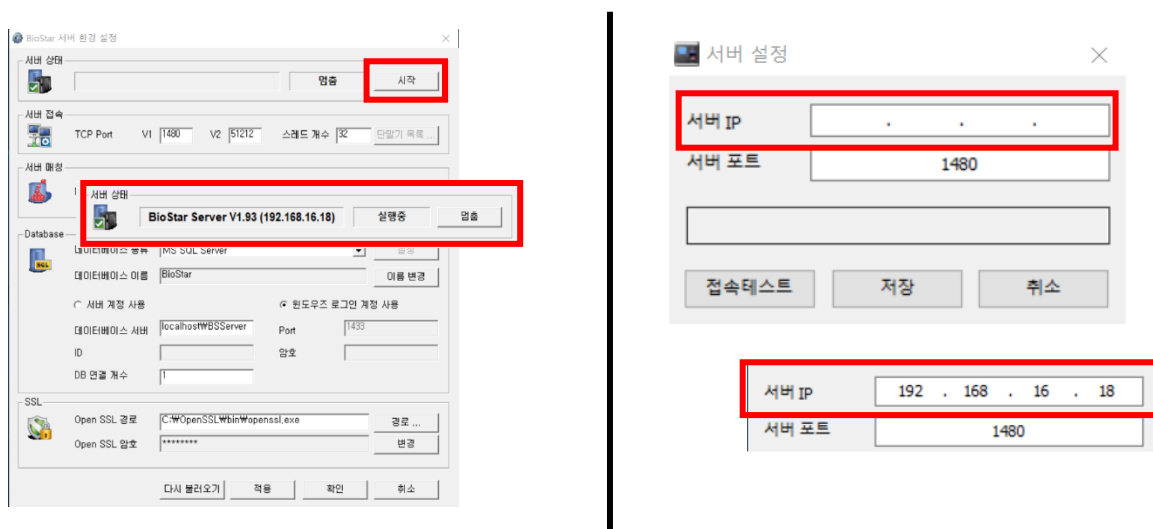 BioStar 서버 환경 설정
서버 상태
멈춤 시작
서버 접속
TCP Port V1 1480 V2 51212 스레드 개수 32 단말기 목록 ...
서버 매칭
서버 상태
BioStar Server V1.93 (192.168.16.18) 실행중 멈춤
Database
데이터베이스 종류 MS SQL Server 설정
데이터베이스 이름 BioStar 이름 변경
서버 계정 사용 윈도우즈 로그인 계정 사용
데이터베이스 서버 localhost₩BSServer Port 1433
ID 암호
DB 연결 개수 1
SSL
Open SSL 경로 C:₩OpenSSL₩bin₩openssl.exe 경로 ...
Open SSL 암호 ******** 변경
다시 불러오기 적용 확인 취소
서버 설정
서버 IP . . .
서버 포트 1480
접속테스트 저장 취소
서버 IP 192 . 168 . 16 . 18
서버 포트 1480